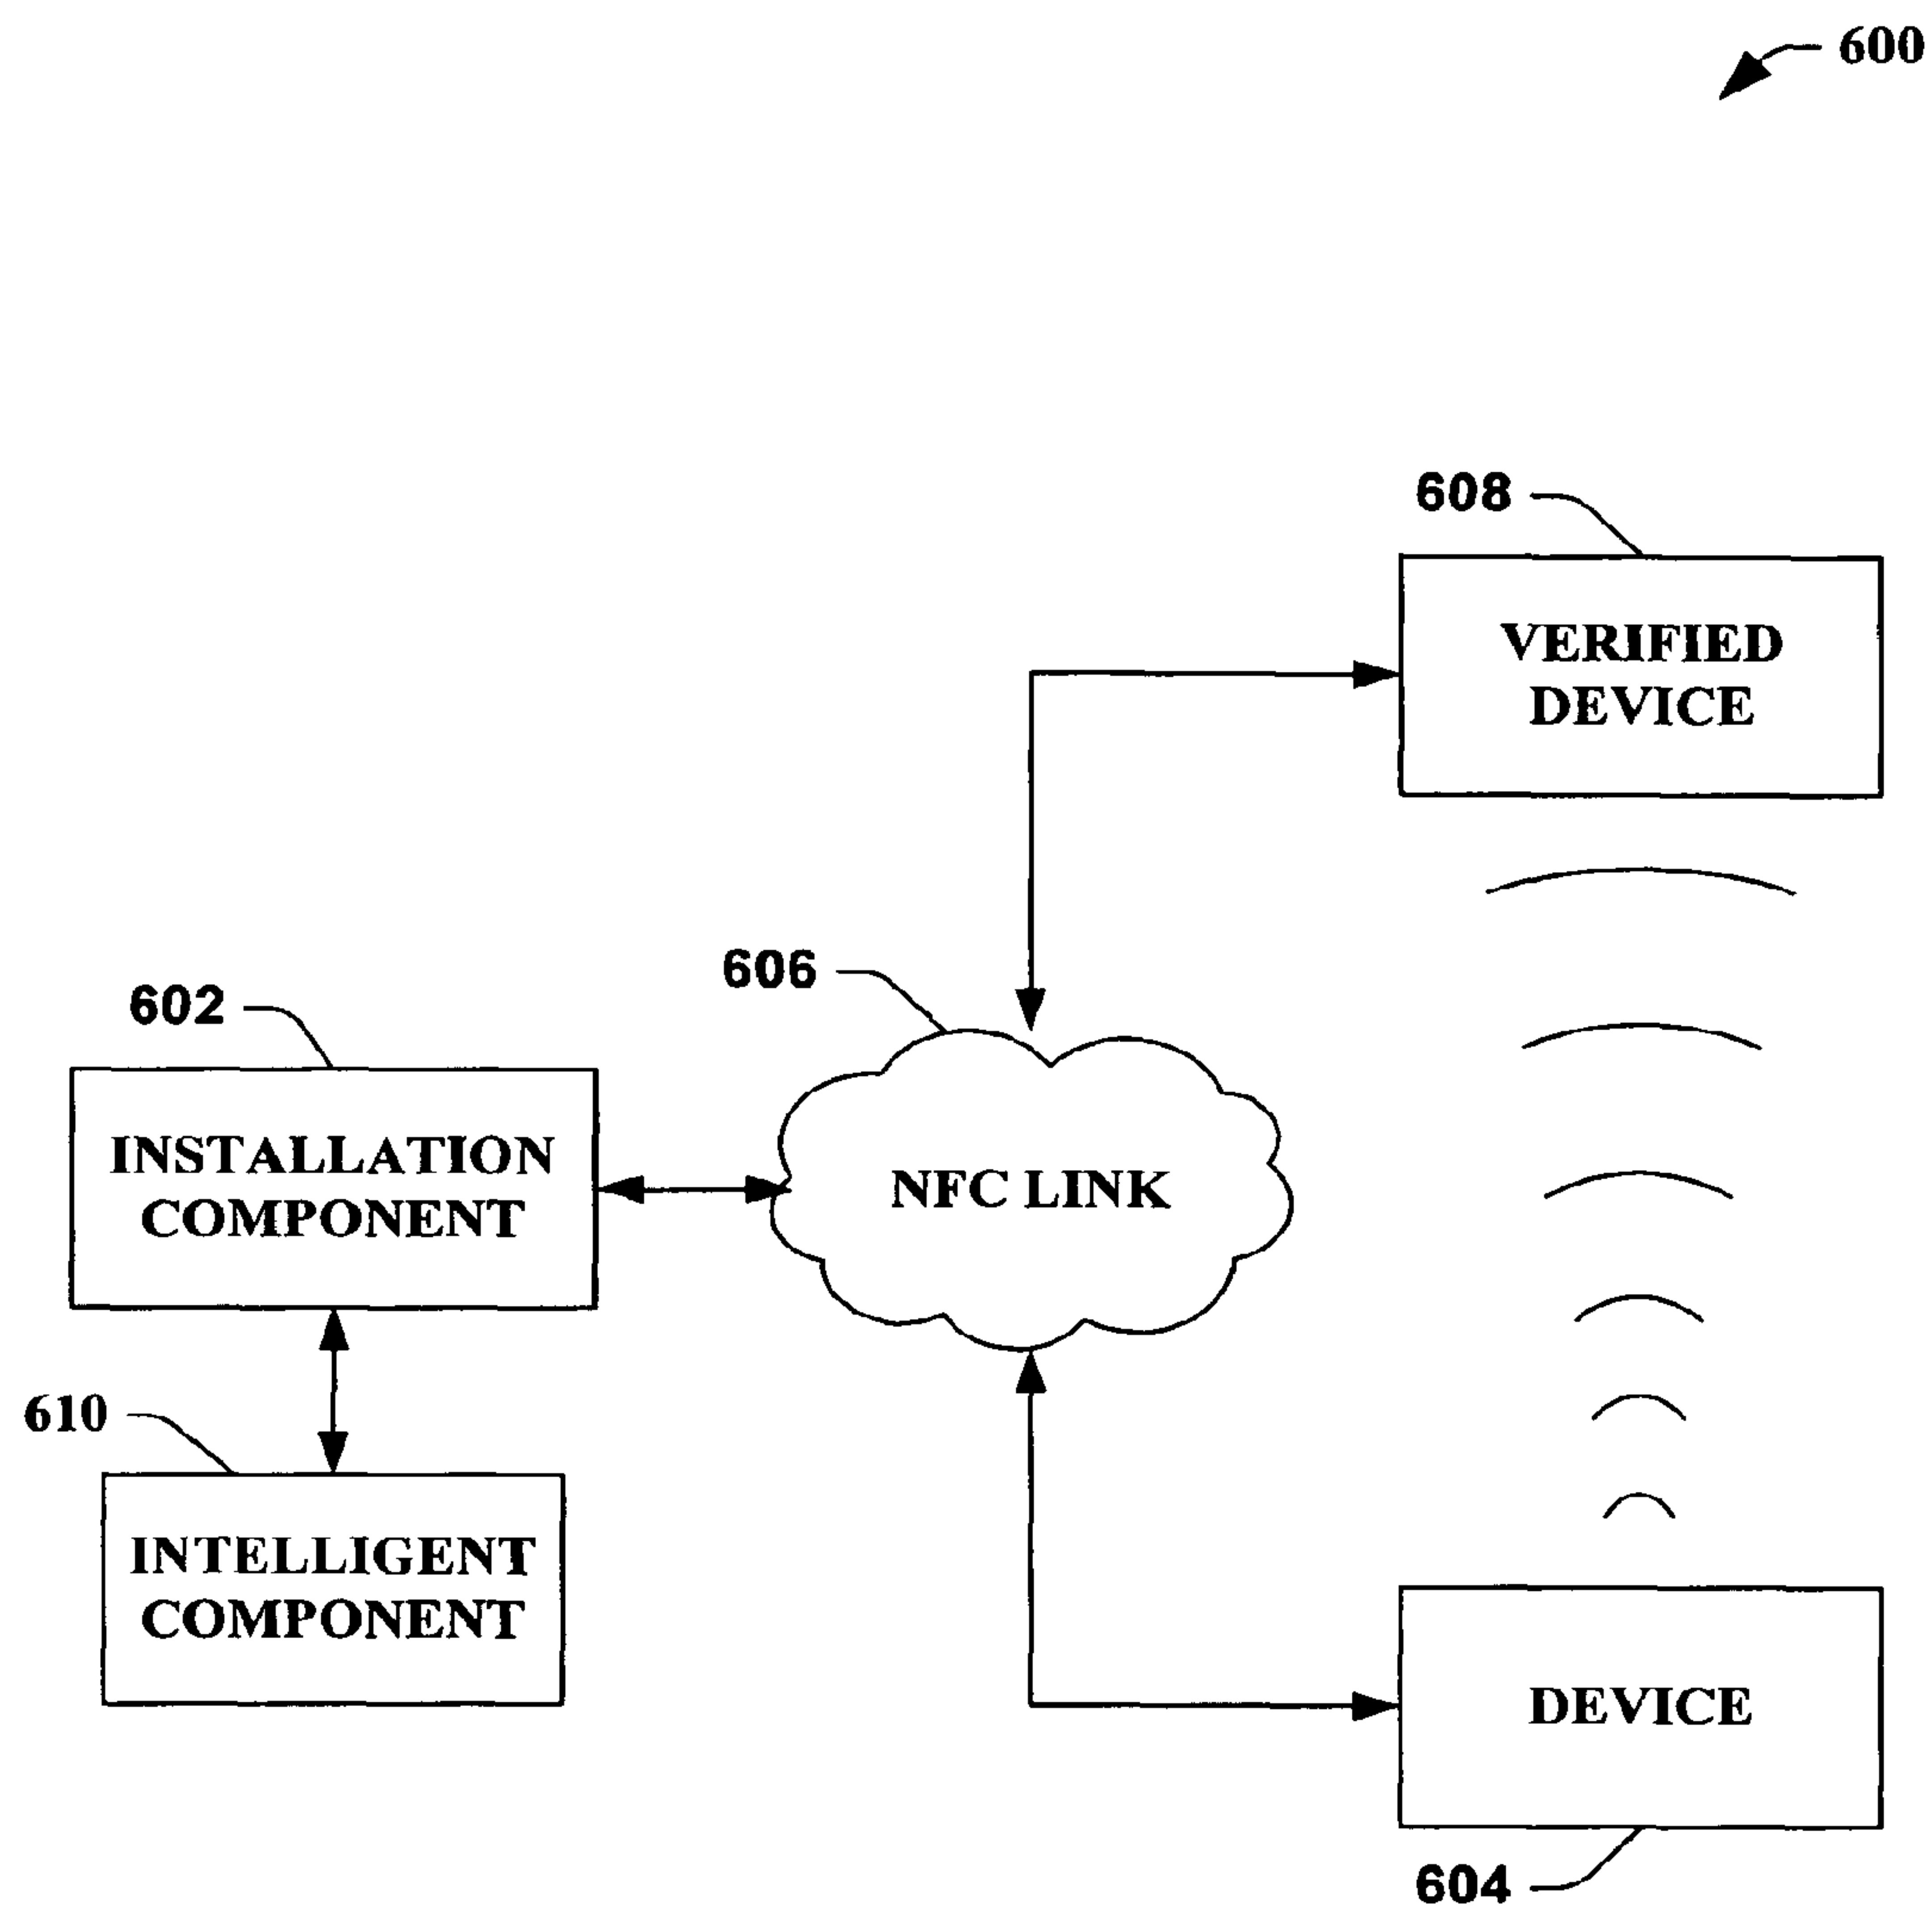 600
608
VERIFIED
DEVICE
606
602
INSTALLATION
COMPONENT
NFC LINK
610
INTELLIGENT
COMPONENT
DEVICE
604